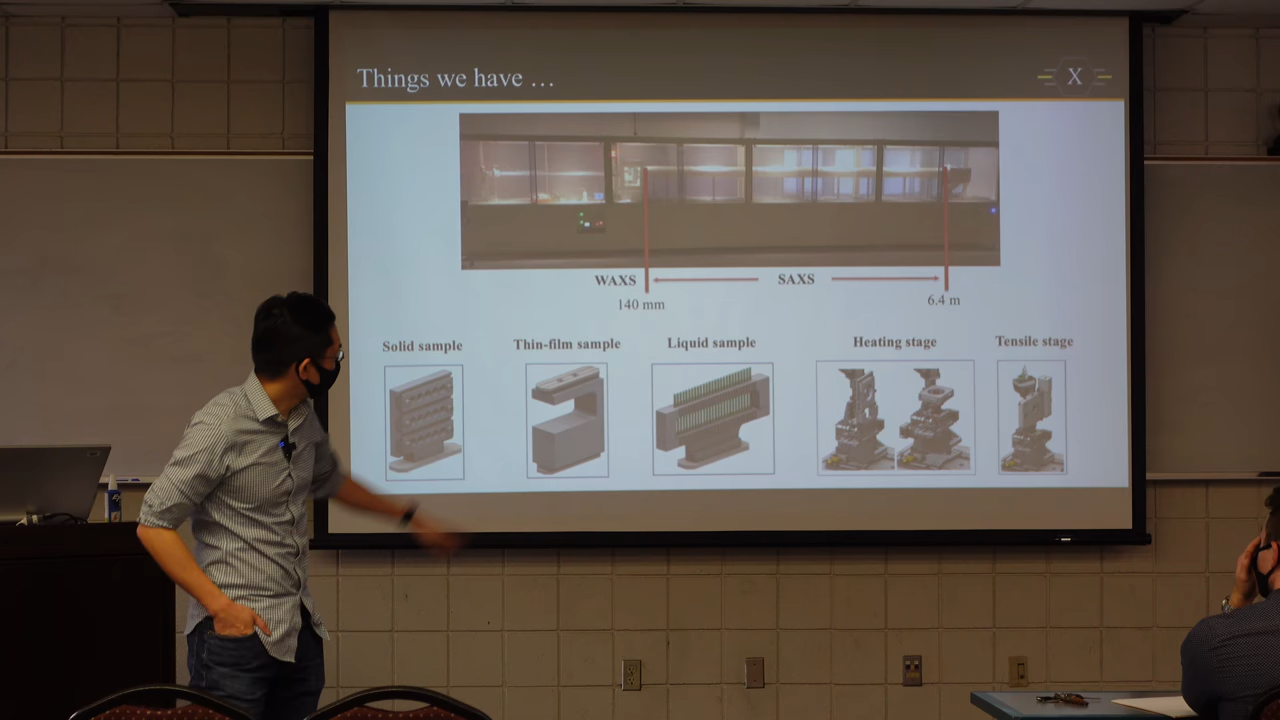 Things we have …
X
WAXS
SAXS
140 mm
6.4 m
Solid sample
Thin-film sample
Liquid sample
Heating stage
Tensile stage